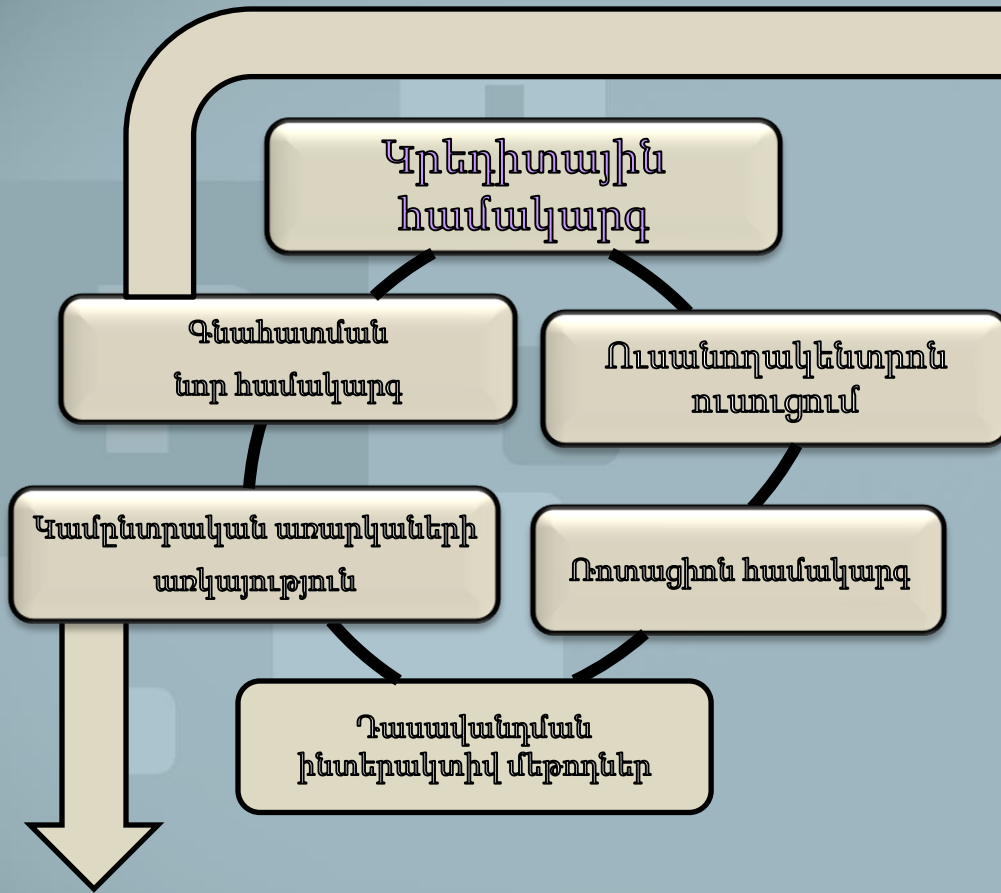 Կրեդիտային
համակարգ
Գնահատման
նոր համակարգ
Ուսանողակենտրոն
ուսուցում
Կամընտրական առարկաների
առկայություն
Ռոտացիոն համակարգ
Դասավանդման
ինտերակտիվ մեթոդներ